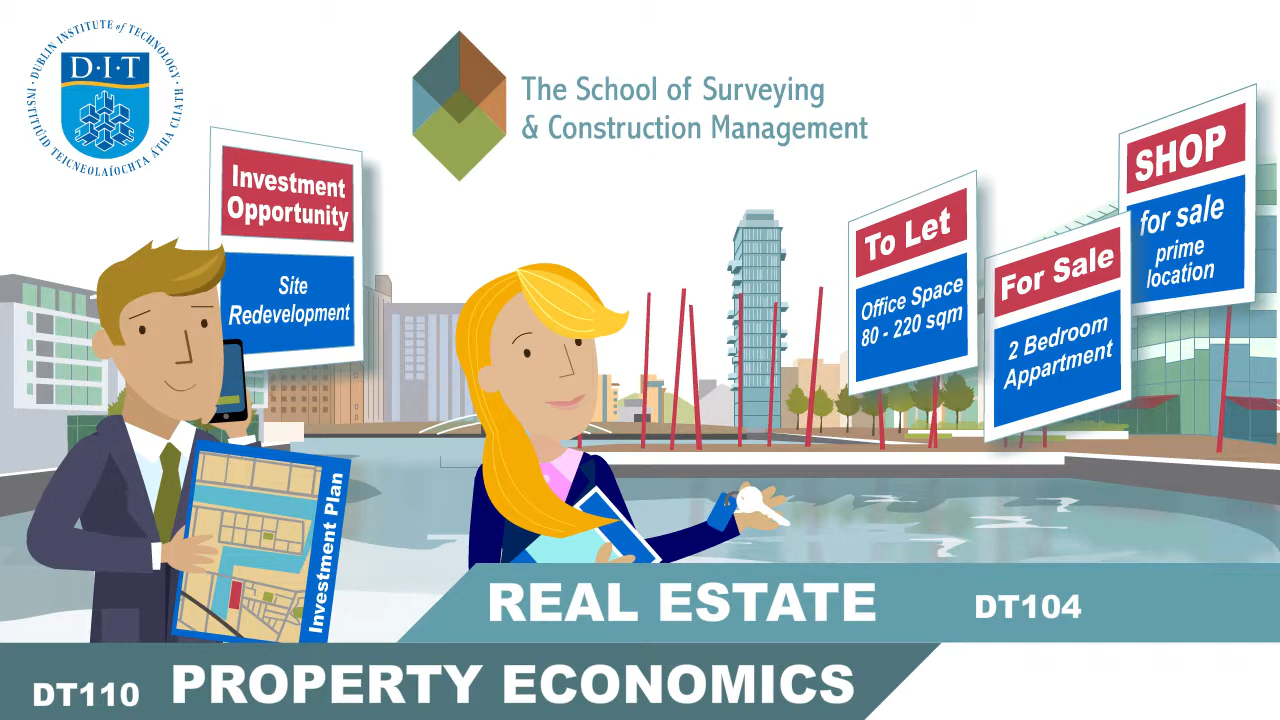 DUBLIN INSTITUTE of TECHNOLOGY
INSTITIÚID TEICNEOLAÍOCHTA ÁTHA CLIATH
D·I·T
The School of Surveying
& Construction Management
Investment
Opportunity
Site
Redevelopment
To Let
Office Space
80 - 220 sqm
For Sale
2 Bedroom
Appartment
SHOP
for sale
prime
location
Investment Plan
REAL ESTATE
DT104
DT110
PROPERTY ECONOMICS